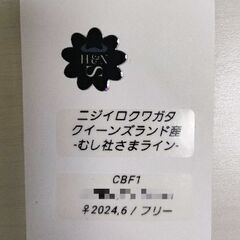 H&N
S
ニジイロクワガタ
クイーンズランド産
-むし社さまライン-
CBF1
♀2024,6 / フリー